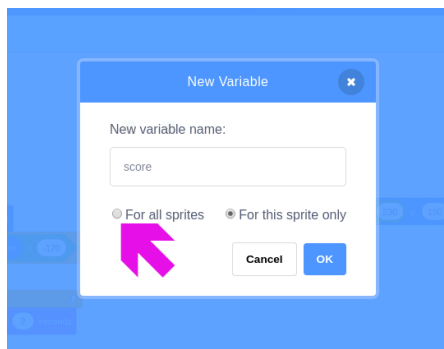 New Variable
New variable name:
score
For all sprites For this sprite only
Cancel OK